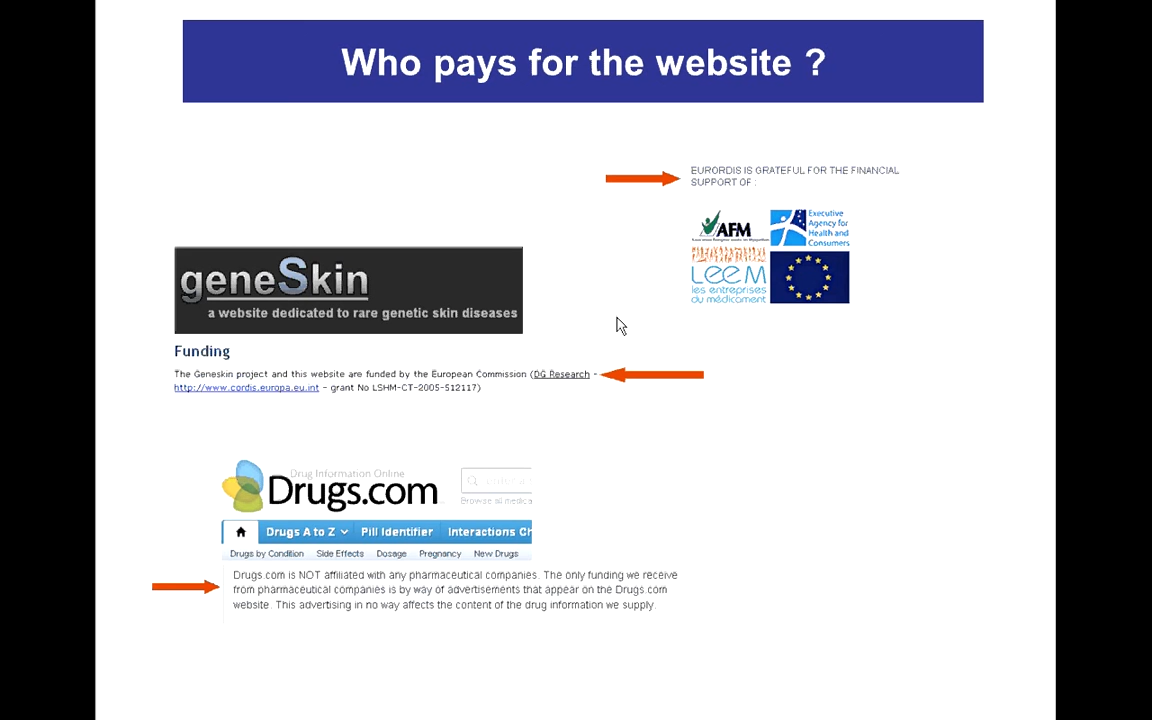 Who pays for the website ?
EURORDIS IS GRATEFUL FOR THE FINANCIAL
SUPPORT OF :
AFM
Executive
Agency for
Health and
Consumers
LEEM
les entreprises
du médicament
geneSkin
a website dedicated to rare genetic skin diseases
Funding
The Geneskin project and this website are funded by the European Commission (DG Research -
http://www.cordis.europa.eu.int - grant No LSHM-CT-2005-512117)
Drug Information Online
Drugs.com
Browse all medica
Drugs A to Z Pill Identifier Interactions Ch
Drugs by Condition Side Effects Dosage Pregnancy New Drugs
Drugs.com is NOT affiliated with any pharmaceutical companies. The only funding we receive
from pharmaceutical companies is by way of advertisements that appear on the Drugs.com
website. This advertising in no way affects the content of the drug information we supply.